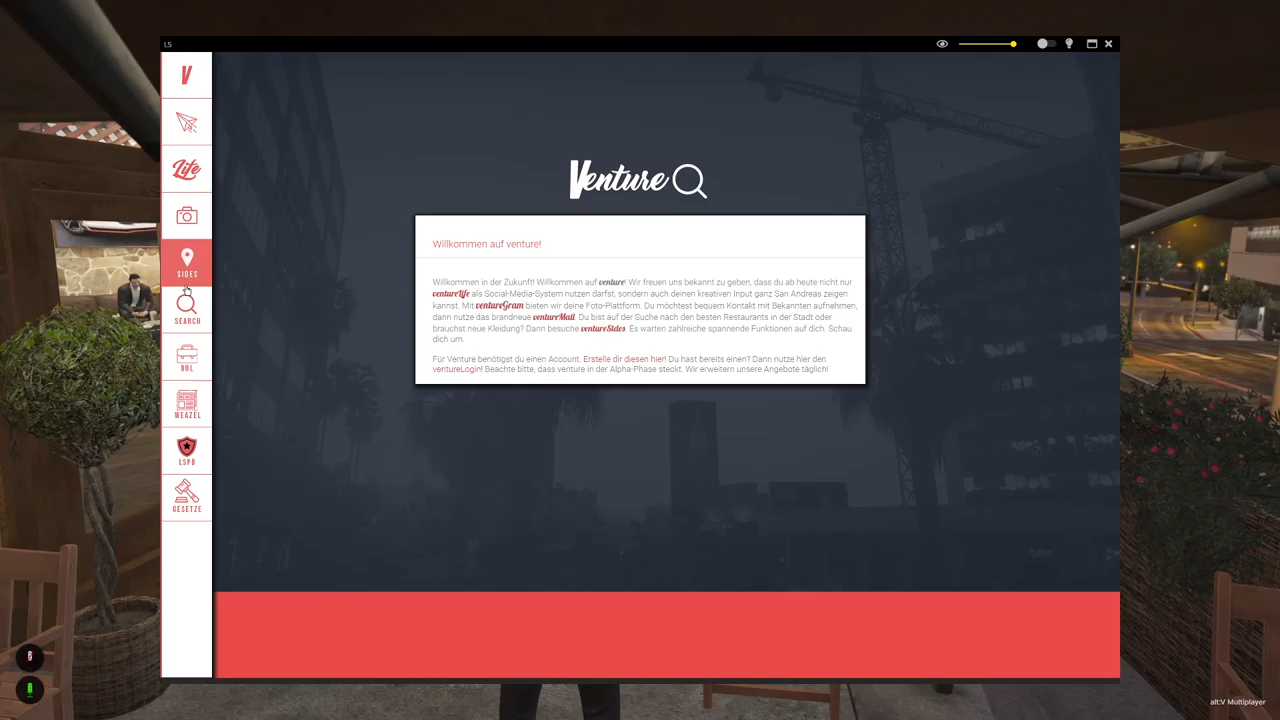 L5
V
Life
SIDES
SEARCH
DOL
NEWS
WEAZEL
LSPD
GESETZE
Venture
Willkommen auf venture!
Willkommen in der Zukunft! Willkommen auf venture! Wir freuen uns bekannt zu geben, dass du ab heute nicht nur
ventureLife als Social-Media-System nutzen darfst, sondern auch deinen kreativen Input ganz San Andreas zeigen
kannst. Mit ventureGram bieten wir deine Foto-Plattform. Du möchtest bequem Kontakt mit Bekannten aufnehmen,
dann nutze das brandneue ventureMail. Du bist auf der Suche nach den besten Restaurants in der Stadt oder
brauchst neue Kleidung? Dann besuche ventureSides. Es warten zahlreiche spannende Funktionen auf dich. Schau
dich um.
Für Venture benötigst du einen Account. Erstelle dir diesen hier! Du hast bereits einen? Dann nutze hier den
ventureLogin! Beachte bitte, dass venture in der Alpha-Phase steckt. Wir erweitern unsere Angebote täglich!
alt:V Multiplayer